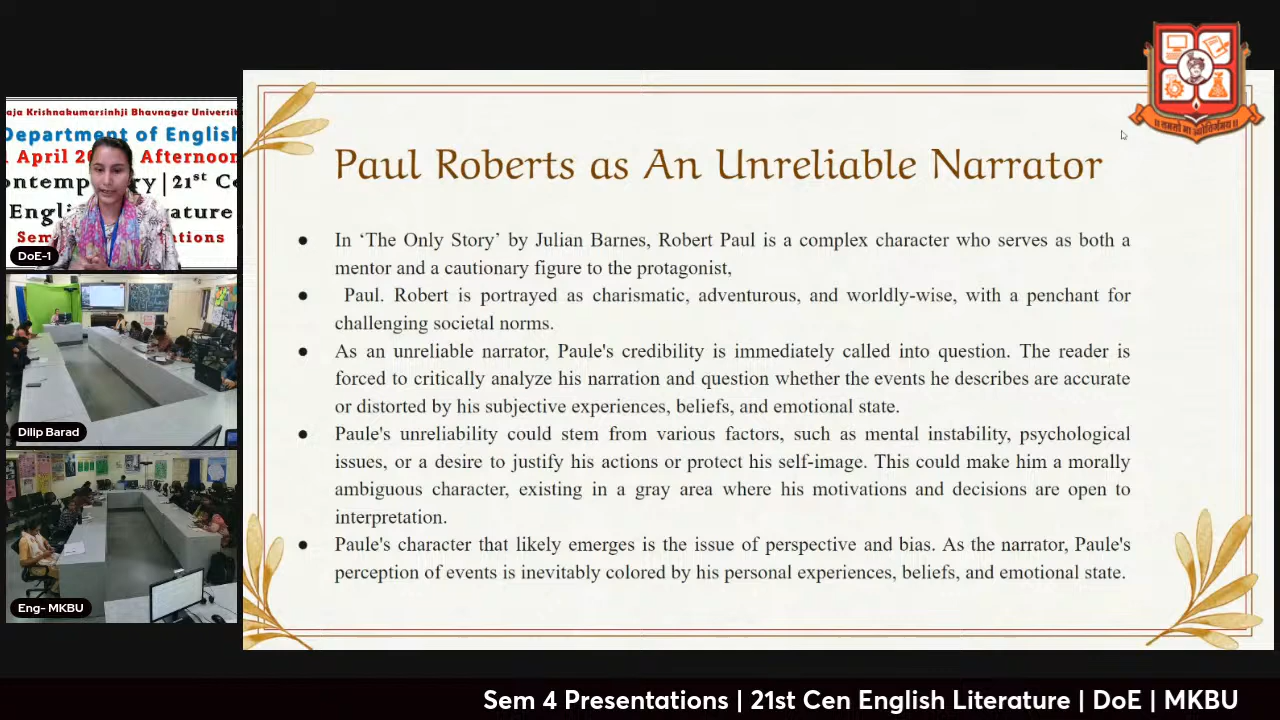 aja Krishnakumarsinhji Bhavnagar Universit
Department of English
April 20 Afternoon
ontempo ry | 21st Ce
Engli rature
Sem ations
DoE-1
Dilip Barad
Eng- MKBU
Paul Roberts as An Unreliable Narrator
● In ‘The Only Story’ by Julian Barnes, Robert Paul is a complex character who serves as both a
mentor and a cautionary figure to the protagonist,
● Paul. Robert is portrayed as charismatic, adventurous, and worldly-wise, with a penchant for
challenging societal norms.
● As an unreliable narrator, Paule's credibility is immediately called into question. The reader is
forced to critically analyze his narration and question whether the events he describes are accurate
or distorted by his subjective experiences, beliefs, and emotional state.
● Paule's unreliability could stem from various factors, such as mental instability, psychological
issues, or a desire to justify his actions or protect his self-image. This could make him a morally
ambiguous character, existing in a gray area where his motivations and decisions are open to
interpretation.
● Paule's character that likely emerges is the issue of perspective and bias. As the narrator, Paule's
perception of events is inevitably colored by his personal experiences, beliefs, and emotional state.
Sem 4 Presentations | 21st Cen English Literature | DoE | MKBU